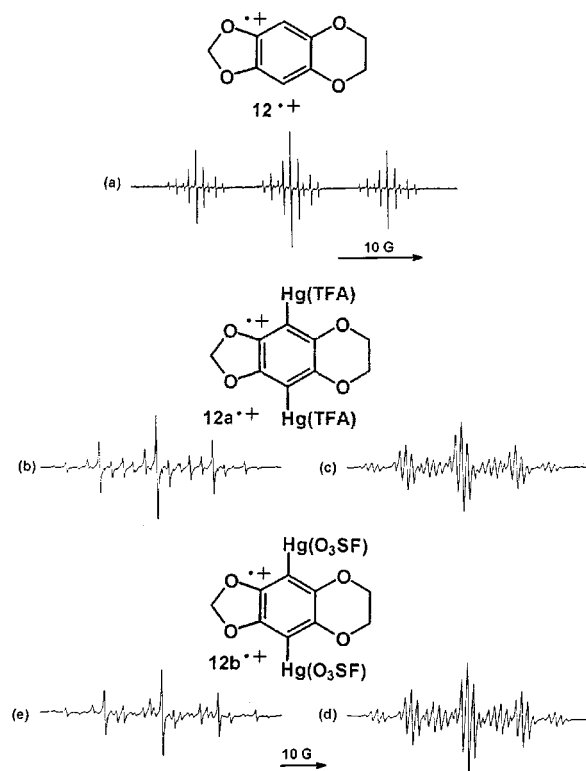 •+
O
O
O
O
12•+
(a)
10 G
Hg(TFA)
•+
O
O
O
O
12a•+
Hg(TFA)
(b)
(c)
Hg(O₃SF)
•+
O
O
O
O
12b•+
Hg(O₃SF)
(e)
(d)
10 G